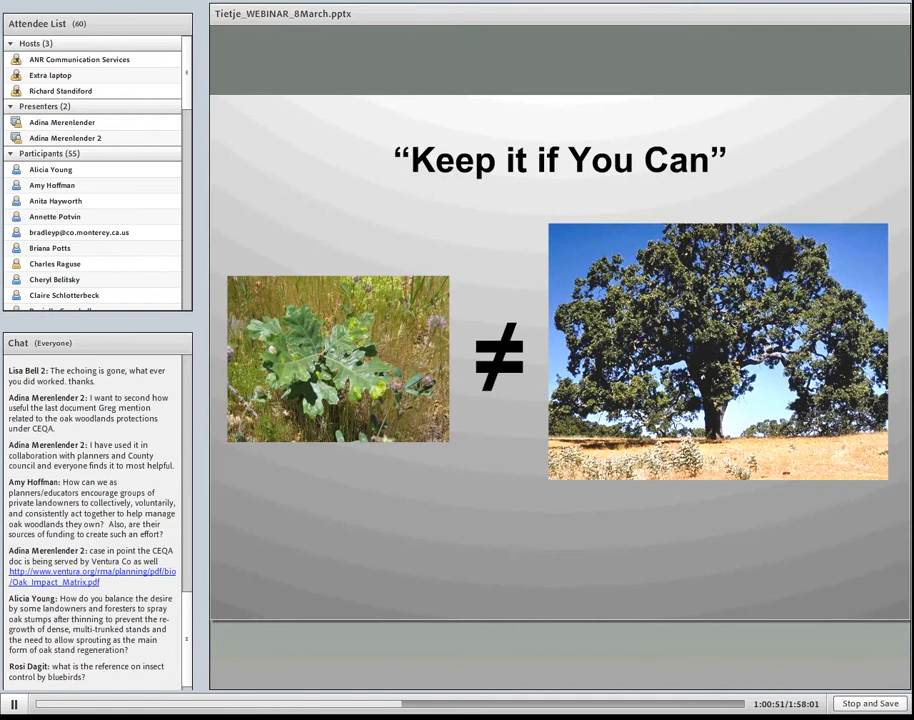 Tietje_WEBINAR_8March.pptx
Attendee List (60)
Hosts (3)
ANR Communication Services
Extra laptop
Richard Standiford
Presenters (2)
Adina Merenlender
Adina Merenlender 2
Participants (55)
Alicia Young
Amy Hoffman
Anita Hayworth
Annette Potvin
bradleyp@co.monterey.ca.us
Briana Potts
Charles Raguse
Cheryl Belitsky
Claire Schlotterbeck
Chat (Everyone)
Lisa Bell 2: The echoing is gone, what ever
you did worked. thanks.
Adina Merenlender 2: I want to second how
useful the last document Greg mention
related to the oak woodlands protections
under CEQA.
Adina Merenlender 2: I have used it in
collaboration with planners and County
council and everyone finds it to most helpful.
Amy Hoffman: How can we as
planners/educators encourage groups of
private landowners to collectively, voluntarily,
and consistently act together to help manage
oak woodlands they own? Also, are their
sources of funding to create such an effort?
Adina Merenlender 2: case in point the CEQA
doc is being served by Ventura Co as well
http://www.ventura.org/rma/planning/pdf/bio
/Oak_Impact_Matrix.pdf
Alicia Young: How do you balance the desire
by some landowners and foresters to spray
oak stumps after thinning to prevent the re-
growth of dense, multi-trunked stands and
the need to allow sprouting as the main
form of oak stand regeneration?
Rosi Dagit: what is the reference on insect
control by bluebirds?
“Keep it if You Can”
≠
1:00:51/1:58:01
Stop and Save